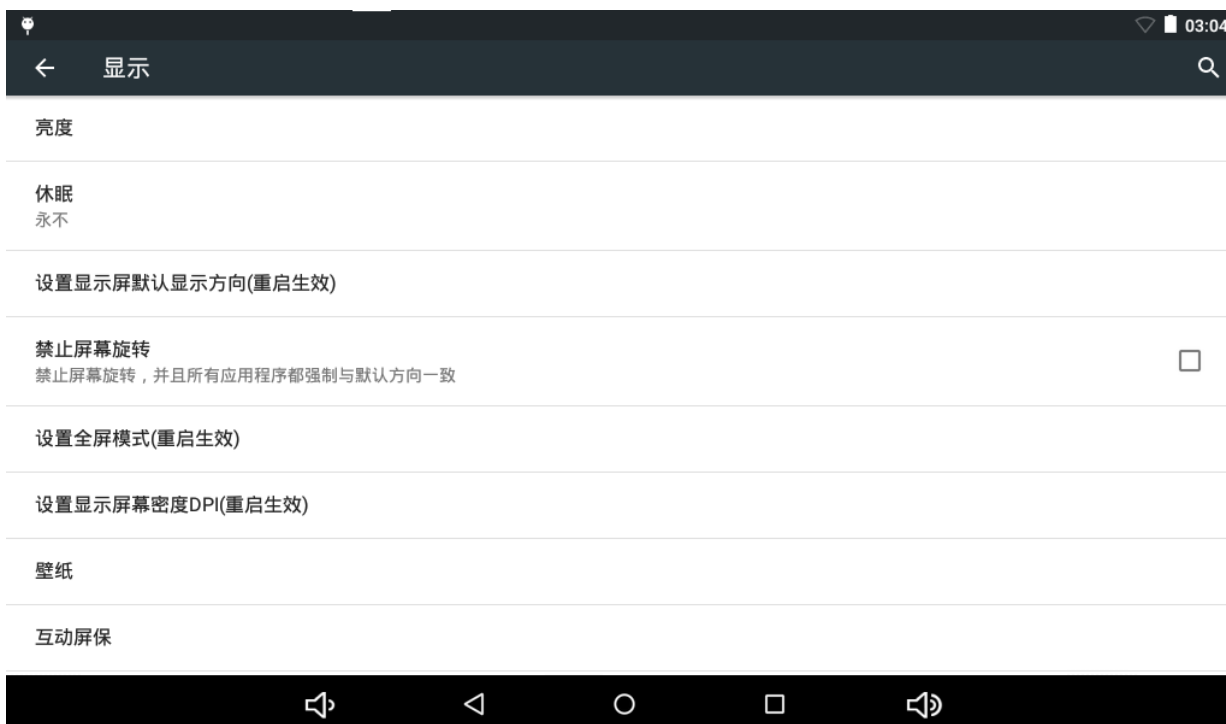 03:04
显示
亮度
休眠
永不
设置显示屏默认显示方向(重启生效)
禁止屏幕旋转
禁止屏幕旋转，并且所有应用程序都强制与默认方向一致
设置全屏模式(重启生效)
设置显示屏幕密度DPI(重启生效)
壁纸
互动屏保